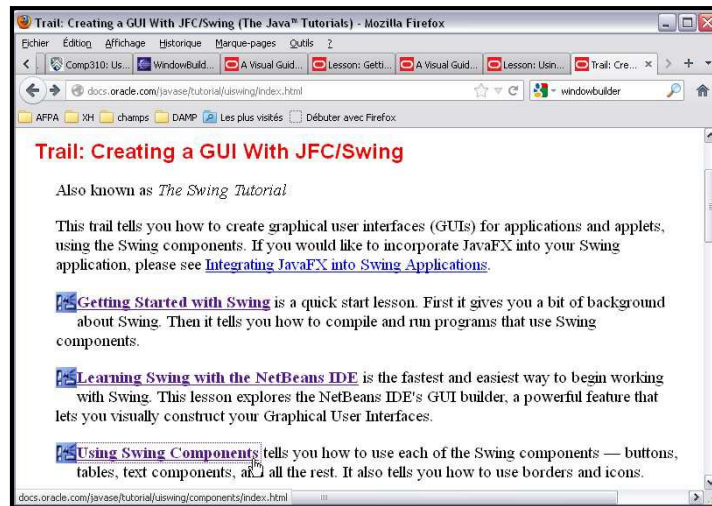 Trail: Creating a GUI With JFC/Swing (The Java™ Tutorials) - Mozilla Firefox
Fichier Édition Affichage Historique Marque-pages Outils ?
Comp310: Us... WindowBuild... A Visual Guid... Lesson: Getti... A Visual Guid... Lesson: Usin... Trail: Cre...
docs.oracle.com/javase/tutorial/uiswing/index.html windowbuilder
AFPA XH champs DAMP Les plus visités Débuter avec Firefox
Trail: Creating a GUI With JFC/Swing
Also known as The Swing Tutorial
This trail tells you how to create graphical user interfaces (GUIs) for applications and applets,
using the Swing components. If you would like to incorporate JavaFX into your Swing
application, please see Integrating JavaFX into Swing Applications.
Getting Started with Swing is a quick start lesson. First it gives you a bit of background
about Swing. Then it tells you how to compile and run programs that use Swing
components.
Learning Swing with the NetBeans IDE is the fastest and easiest way to begin working
with Swing. This lesson explores the NetBeans IDE's GUI builder, a powerful feature that
lets you visually construct your Graphical User Interfaces.
Using Swing Components tells you how to use each of the Swing components — buttons,
tables, text components, and all the rest. It also tells you how to use borders and icons.
docs.oracle.com/javase/tutorial/uiswing/components/index.html